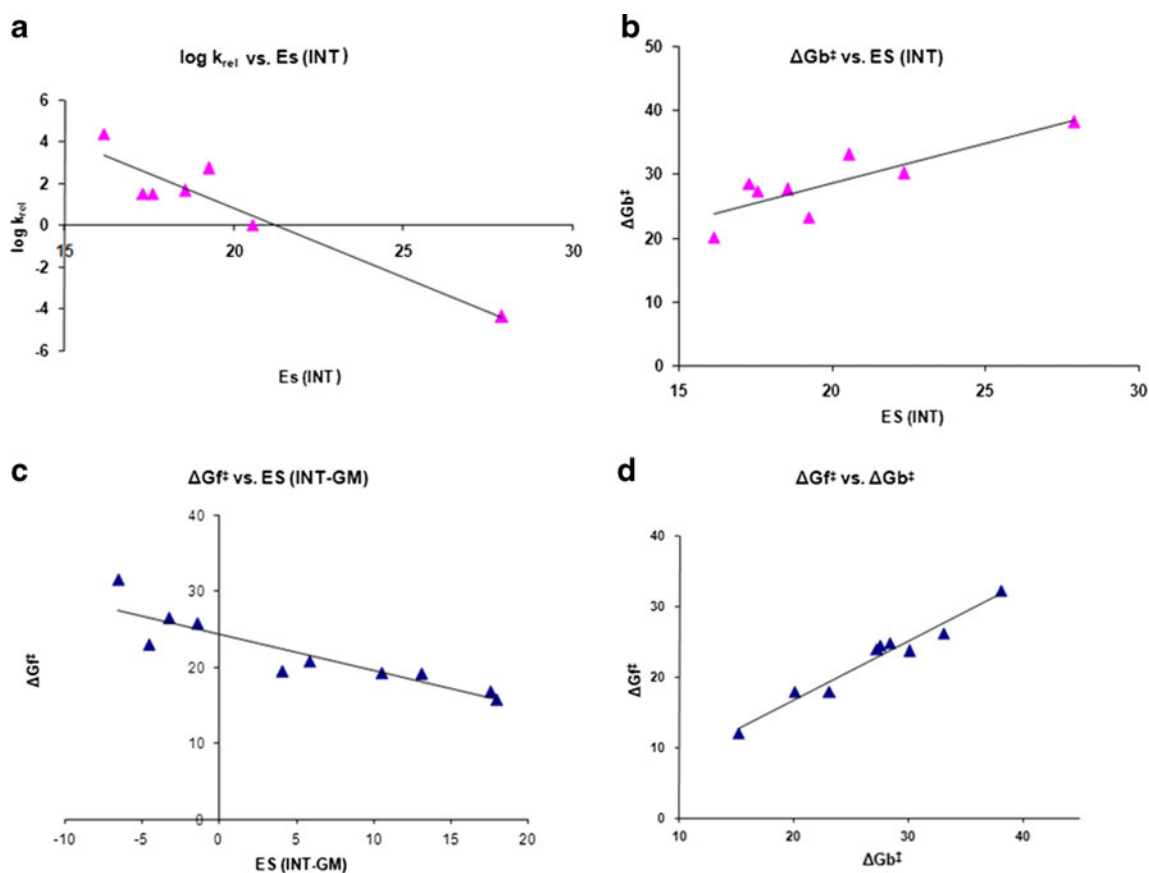 a
log krel vs. Es (INT)
6
4
2
0
-2
-4
-6
15
20
25
30
log krel
Es (INT)
b
ΔGb‡ vs. ES (INT)
50
40
30
20
10
0
15
20
25
30
ΔGb‡
ES (INT)
c
ΔGf‡ vs. ES (INT-GM)
40
30
20
10
0
-10
-5
0
5
10
15
20
ΔGf‡
ES (INT-GM)
d
ΔGf‡ vs. ΔGb‡
40
30
20
10
0
10
20
30
40
ΔGf‡
ΔGb‡